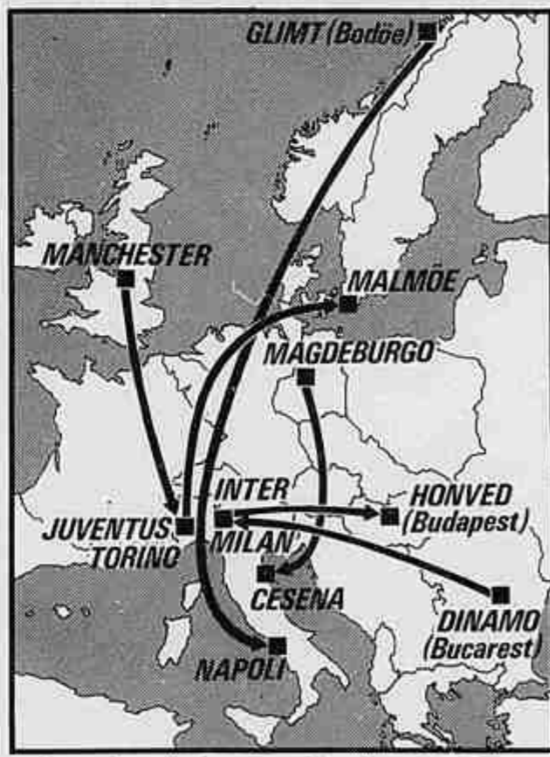 GLIMT (Bodöe)
MANCHESTER
MALMÖE
MAGDEBURGO
INTER
HONVED
(Budapest)
JUVENTUS
TORINO
MILAN
CESENA
DINAMO
(Bucarest)
NAPOLI